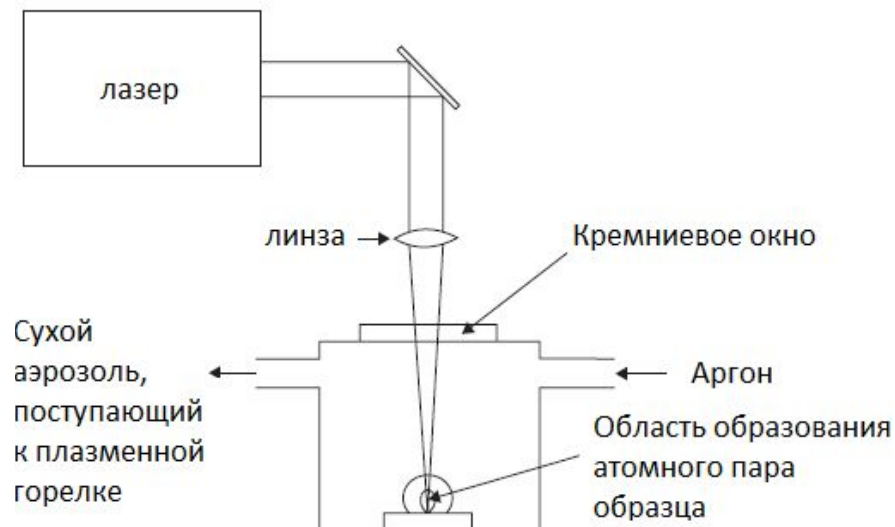 лазер
линза
Кремниевое окно
Сухой
аэрозоль,
поступающий
к плазменной
горелке
Аргон
Область образования
атомного пара
образца